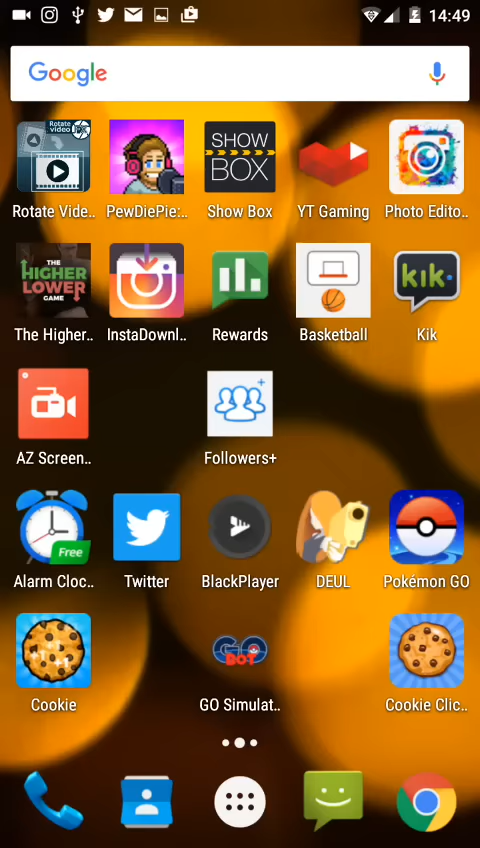 14:49
Google
Rotate video
SHOW
BOX
Rotate Vide..
PewDiePie:..
Show Box
YT Gaming
Photo Edito..
THE
HIGHER
LOWER
GAME
kik
The Higher..
InstaDownl..
Rewards
Basketball
Kik
AZ Screen..
Followers+
Free
Alarm Cloc..
Twitter
BlackPlayer
DEUL
Pokémon GO
GO
BOT
Cookie
GO Simulat..
Cookie Clic..